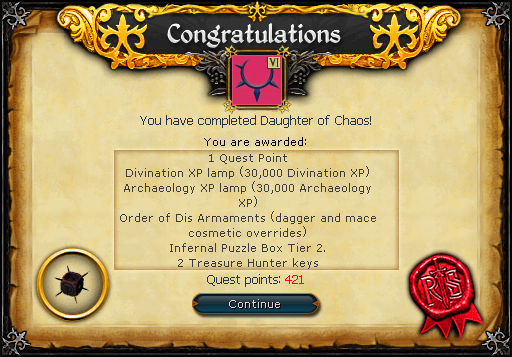 Congratulations
VI
You have completed Daughter of Chaos!
You are awarded:
1 Quest Point
Divination XP lamp (30,000 Divination XP)
Archaeology XP lamp (30,000 Archaeology
XP)
Order of Dis Armaments (dagger and mace
cosmetic overrides)
Infernal Puzzle Box Tier 2.
2 Treasure Hunter keys
Quest points: 421
Continue